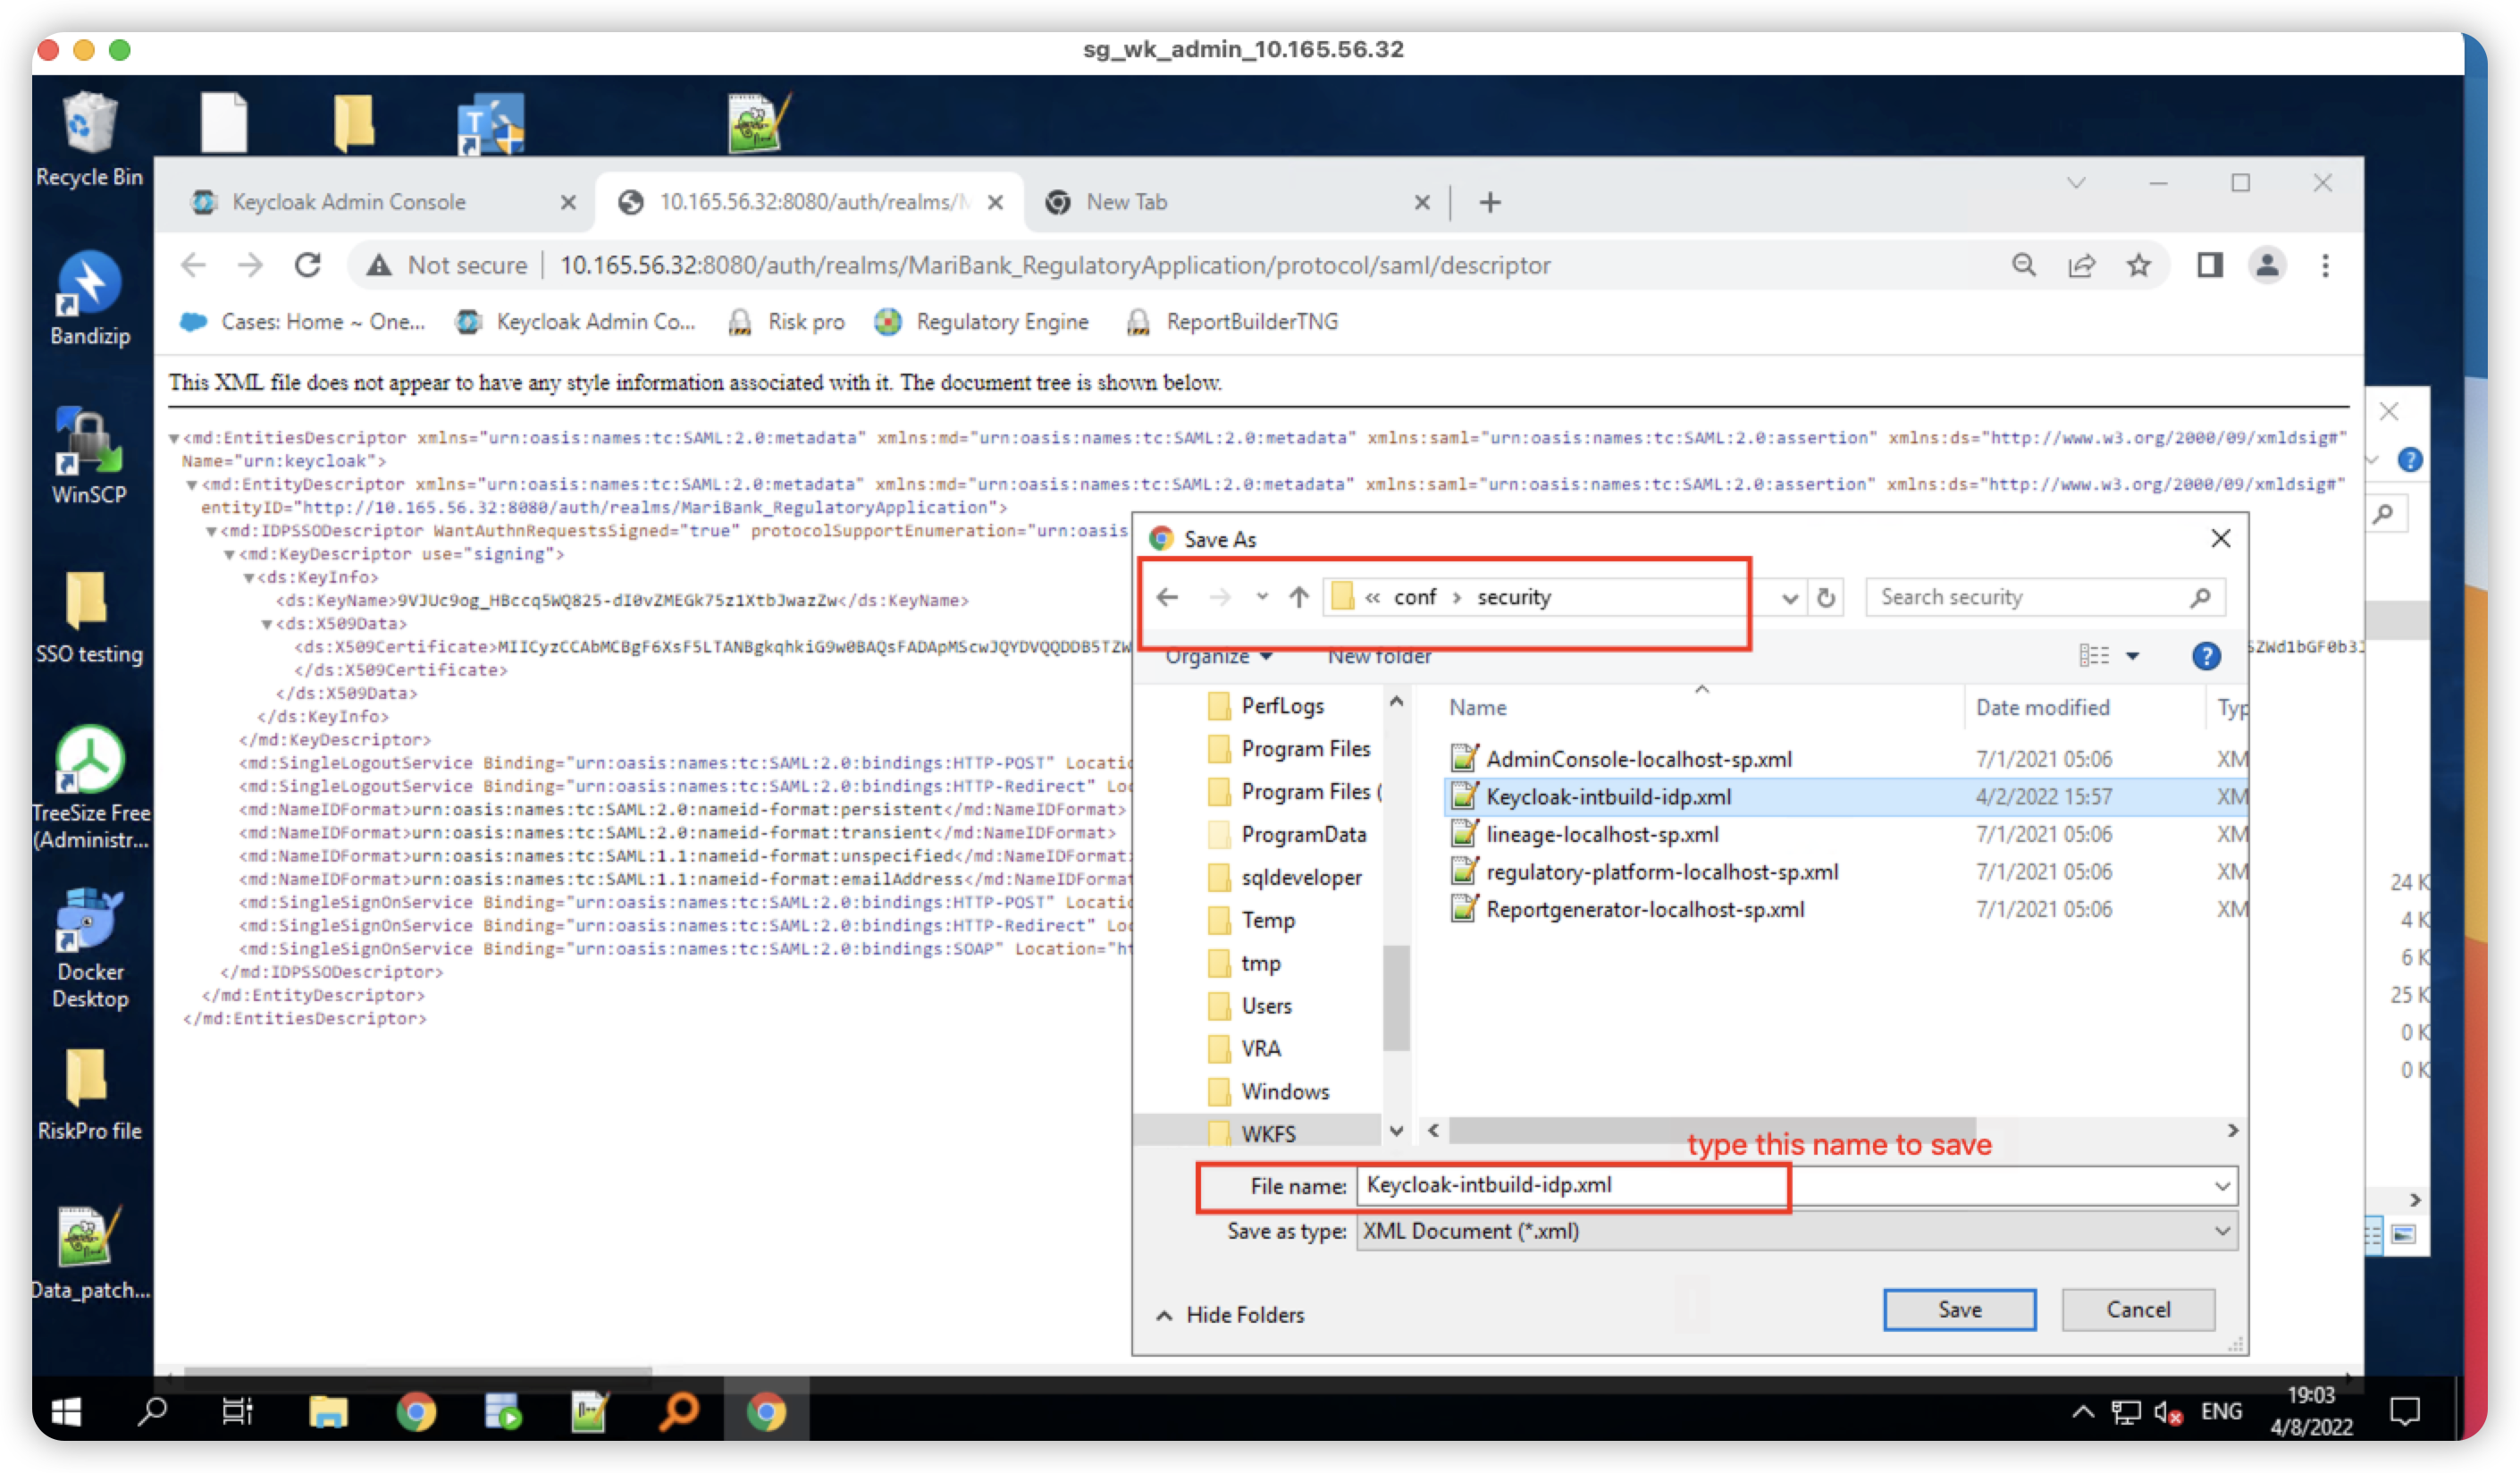 sg_wk_admin_10.165.56.32
Recycle Bin
Bandizip
WinSCP
SSO testing
TreeSize Free
(Administr...
Docker
Desktop
RiskPro file
Data_patch...
Keycloak Admin Console
10.165.56.32:8080/auth/realms/M
New Tab
Not secure
10.165.56.32:8080/auth/realms/MariBank_RegulatoryApplication/protocol/saml/descriptor
Cases: Home ~ One...
Keycloak Admin Co...
Risk pro
Regulatory Engine
ReportBuilderTNG
This XML file does not appear to have any style information associated with it. The document tree is shown below.
<md:EntitiesDescriptor xmlns="urn:oasis:names:tc:SAML:2.0:metadata" xmlns:md="urn:oasis:names:tc:SAML:2.0:metadata" xmlns:saml="urn:oasis:names:tc:SAML:2.0:assertion" xmlns:ds="http://www.w3.org/2000/09/xmldsig#"
Name="urn:keycloak">
<md:EntityDescriptor xmlns="urn:oasis:names:tc:SAML:2.0:metadata" xmlns:md="urn:oasis:names:tc:SAML:2.0:metadata" xmlns:saml="urn:oasis:names:tc:SAML:2.0:assertion" xmlns:ds="http://www.w3.org/2000/09/xmldsig#"
entityID="http://10.165.56.32:8080/auth/realms/MariBank_RegulatoryApplication">
<md:IDPSSODescriptor WantAuthnRequestsSigned="true" protocolSupportEnumeration="urn:oasis
<md:KeyDescriptor use="signing">
<ds:KeyInfo>
<ds:KeyName>9VJUc9og_HBccq5WQ825-dI0vZMEGk75z1XtbJwazZw</ds:KeyName>
<ds:X509Data>
<ds:X509Certificate>MIICyzCCAbMCBgF6XsF5LTANBgkqhkiG9w0BAQsFADApMScwJQYDVQQDDB5TZW
</ds:X509Certificate>
</ds:X509Data>
</ds:KeyInfo>
</md:KeyDescriptor>
<md:SingleLogoutService Binding="urn:oasis:names:tc:SAML:2.0:bindings:HTTP-POST" Locatio
<md:SingleLogoutService Binding="urn:oasis:names:tc:SAML:2.0:bindings:HTTP-Redirect" Loc
<md:NameIDFormat>urn:oasis:names:tc:SAML:2.0:nameid-format:persistent</md:NameIDFormat>
<md:NameIDFormat>urn:oasis:names:tc:SAML:2.0:nameid-format:transient</md:NameIDFormat>
<md:NameIDFormat>urn:oasis:names:tc:SAML:1.1:nameid-format:unspecified</md:NameIDFormat>
<md:NameIDFormat>urn:oasis:names:tc:SAML:1.1:nameid-format:emailAddress</md:NameIDFormat
<md:SingleSignOnService Binding="urn:oasis:names:tc:SAML:2.0:bindings:HTTP-POST" Locatio
<md:SingleSignOnService Binding="urn:oasis:names:tc:SAML:2.0:bindings:HTTP-Redirect" Loc
<md:SingleSignOnService Binding="urn:oasis:names:tc:SAML:2.0:bindings:SOAP" Location="ht
</md:IDPSSODescriptor>
</md:EntityDescriptor>
</md:EntitiesDescriptor>
Save As
« conf > security
Search security
Organize
New folder
PerfLogs
Program Files
Program Files (
ProgramData
sqldeveloper
Temp
tmp
Users
VRA
Windows
WKFS
Name Date modified Typ
AdminConsole-localhost-sp.xml 7/1/2021 05:06 XM
Keycloak-intbuild-idp.xml 4/2/2022 15:57 XM
lineage-localhost-sp.xml 7/1/2021 05:06 XM
regulatory-platform-localhost-sp.xml 7/1/2021 05:06 XM
Reportgenerator-localhost-sp.xml 7/1/2021 05:06 XM
type this name to save
File name: Keycloak-intbuild-idp.xml
Save as type: XML Document (*.xml)
Hide Folders
Save
Cancel
24 K
4 K
6 K
25 K
0 K
0 K
ENG
19:03
4/8/2022